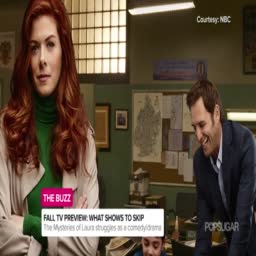 Courtesy: NBC
THE BUZZ
FALL TV PREVIEW: WHAT SHOWS TO SKIP
The Mysteries of Laura struggles as a comedy/drama
POPSUGAR